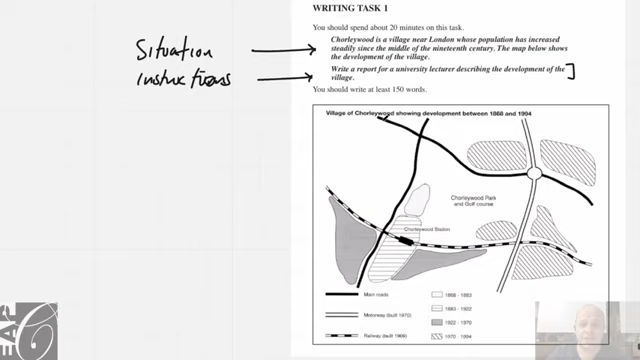 WRITING TASK 1
You should spend about 20 minutes on this task.
Situation
Chorleywood is a village near London whose population has increased
steadily since the middle of the nineteenth century. The map below shows
the development of the village.
Instructions
Write a report for a university lecturer describing the development of the
village.
You should write at least 150 words.
Village of Chorleywood showing development between 1868 and 1994
Chorleywood Park
and Golf course
Chorleywood Station
Main roads
1868 - 1883
Motorway (built 1970)
1883 - 1922
1922 - 1970
Railway (built 1909)
1970 - 1994
EAP